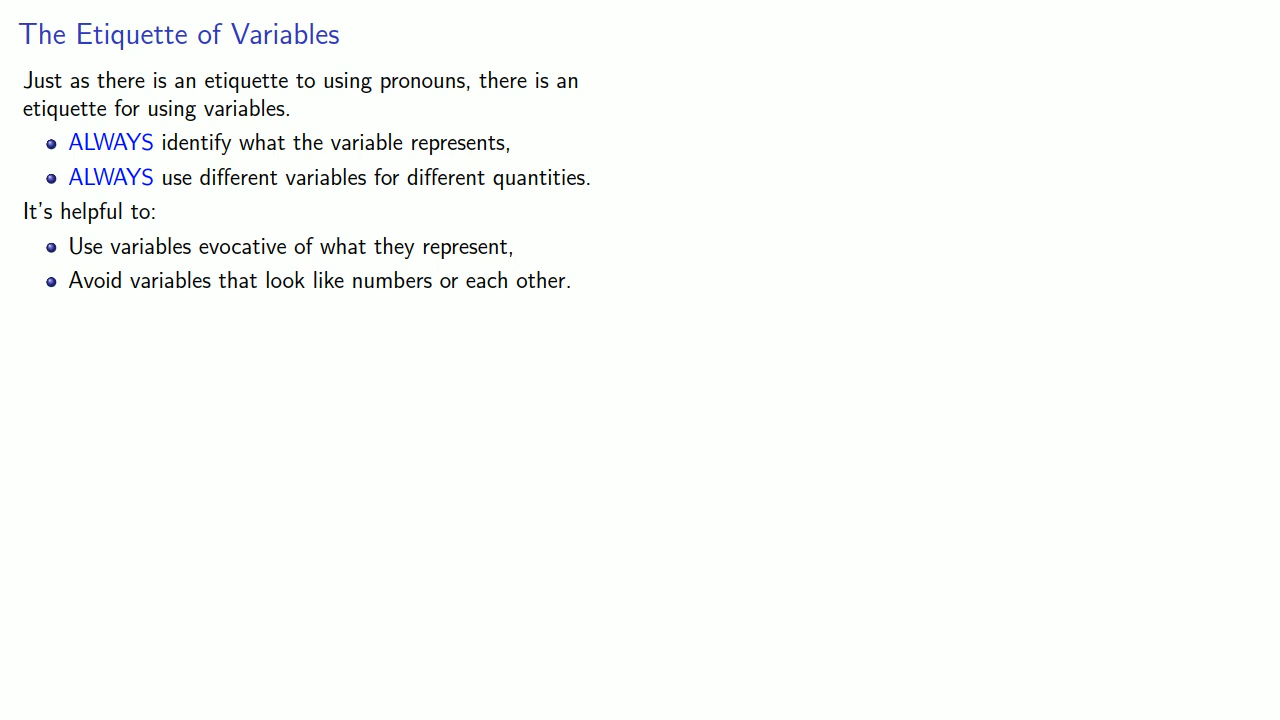 The Etiquette of Variables
Just as there is an etiquette to using pronouns, there is an
etiquette for using variables.
ALWAYS identify what the variable represents,
ALWAYS use different variables for different quantities.
It's helpful to:
Use variables evocative of what they represent,
Avoid variables that look like numbers or each other.